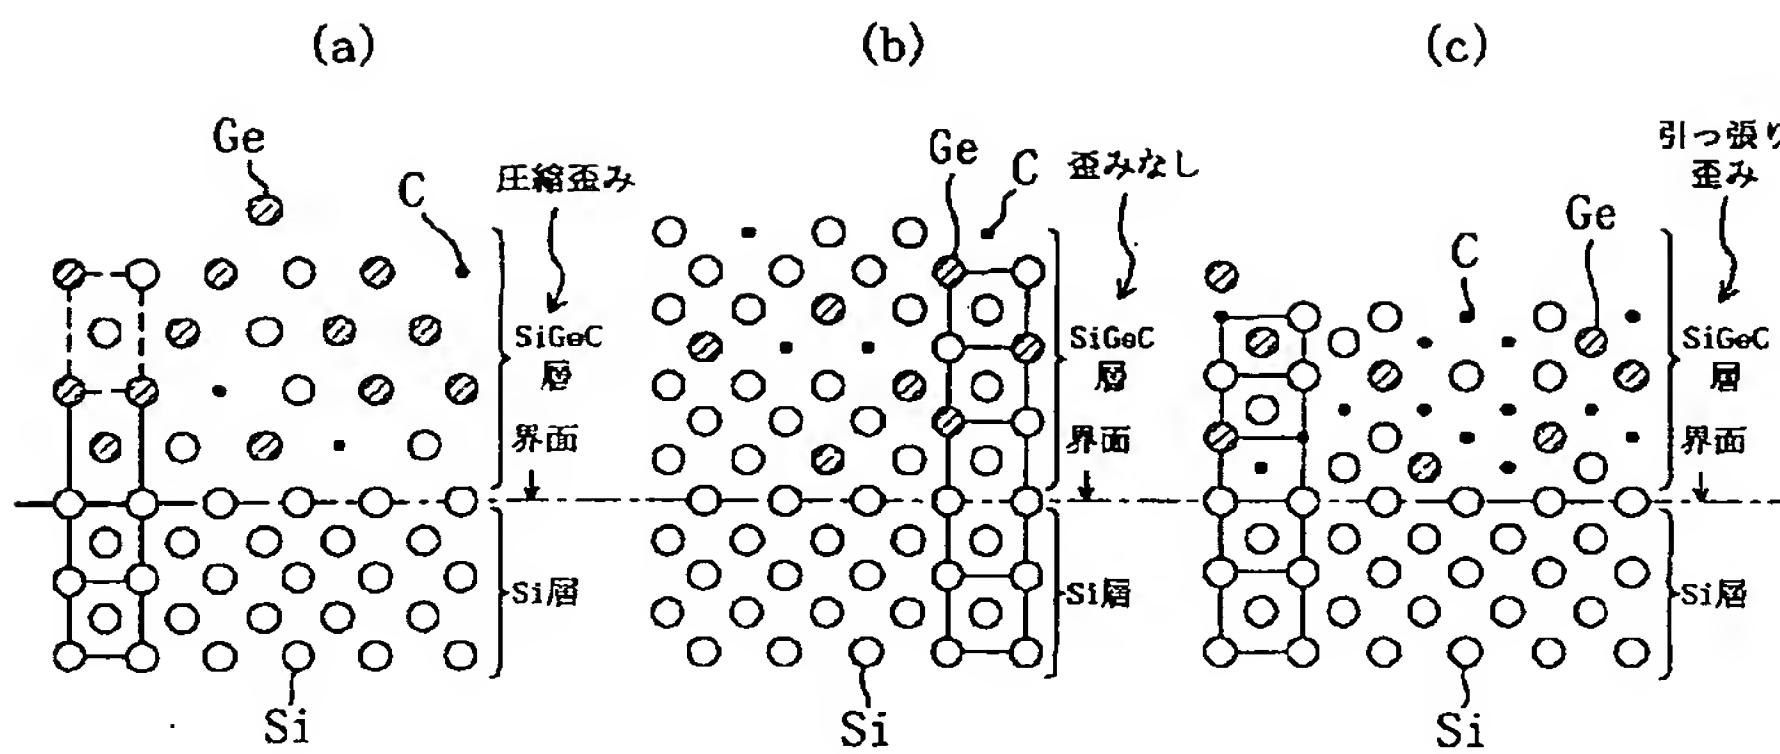 (a)
(b)
(c)
Ge
C
圧縮歪み
SiGeC
層
界面
Si層
Si
Ge
C
歪みなし
SiGeC
層
界面
Si層
Si
引っ張り
歪み
Ge
C
SiGeC
層
界面
Si層
Si